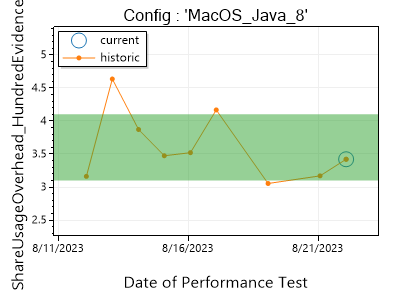 Config : 'MacOS_Java_8'
current
historic
ShareUsageOverhead_HundredEvidence
5
4.5
4
3.5
3
2.5
8/11/2023
8/16/2023
8/21/2023
Date of Performance Test